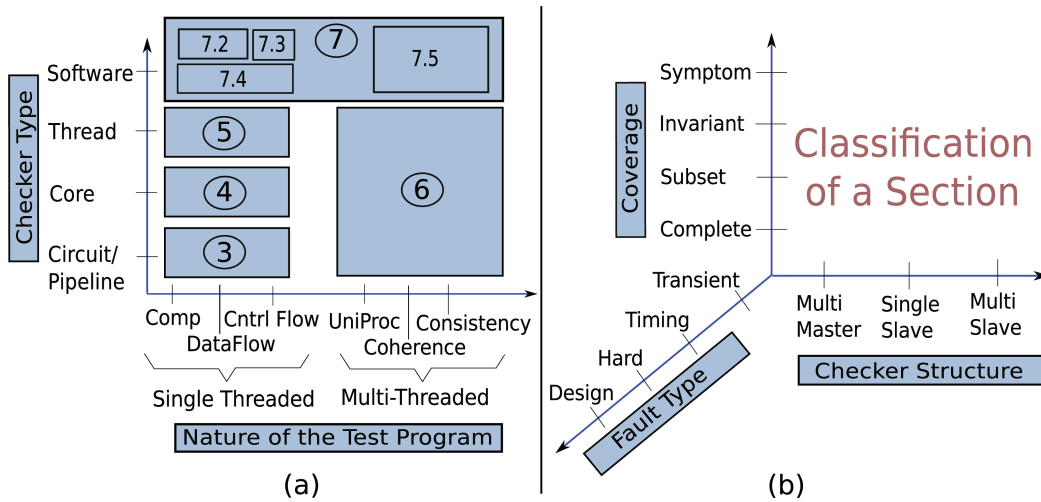 Checker Type
Software
Thread
Core
Circuit/
Pipeline
7.2
7.3
7
7.4
7.5
5
4
3
6
Comp
DataFlow
Cntrl Flow
UniProc
Coherence
Consistency
Single Threaded
Multi-Threaded
Nature of the Test Program
(a)
Coverage
Symptom
Invariant
Subset
Complete
Classification
of a Section
Transient
Timing
Hard
Design
Fault Type
Multi
Master
Single
Slave
Multi
Slave
Checker Structure
(b)